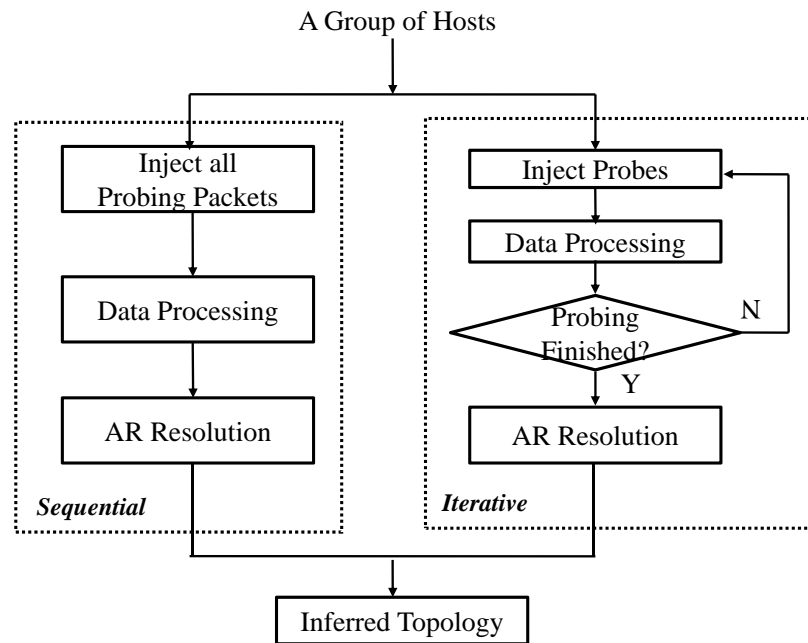 A Group of Hosts
Inject all
Probing Packets
Data Processing
AR Resolution
Sequential
Inject Probes
Data Processing
Probing
Finished?
N
Y
AR Resolution
Iterative
Inferred Topology